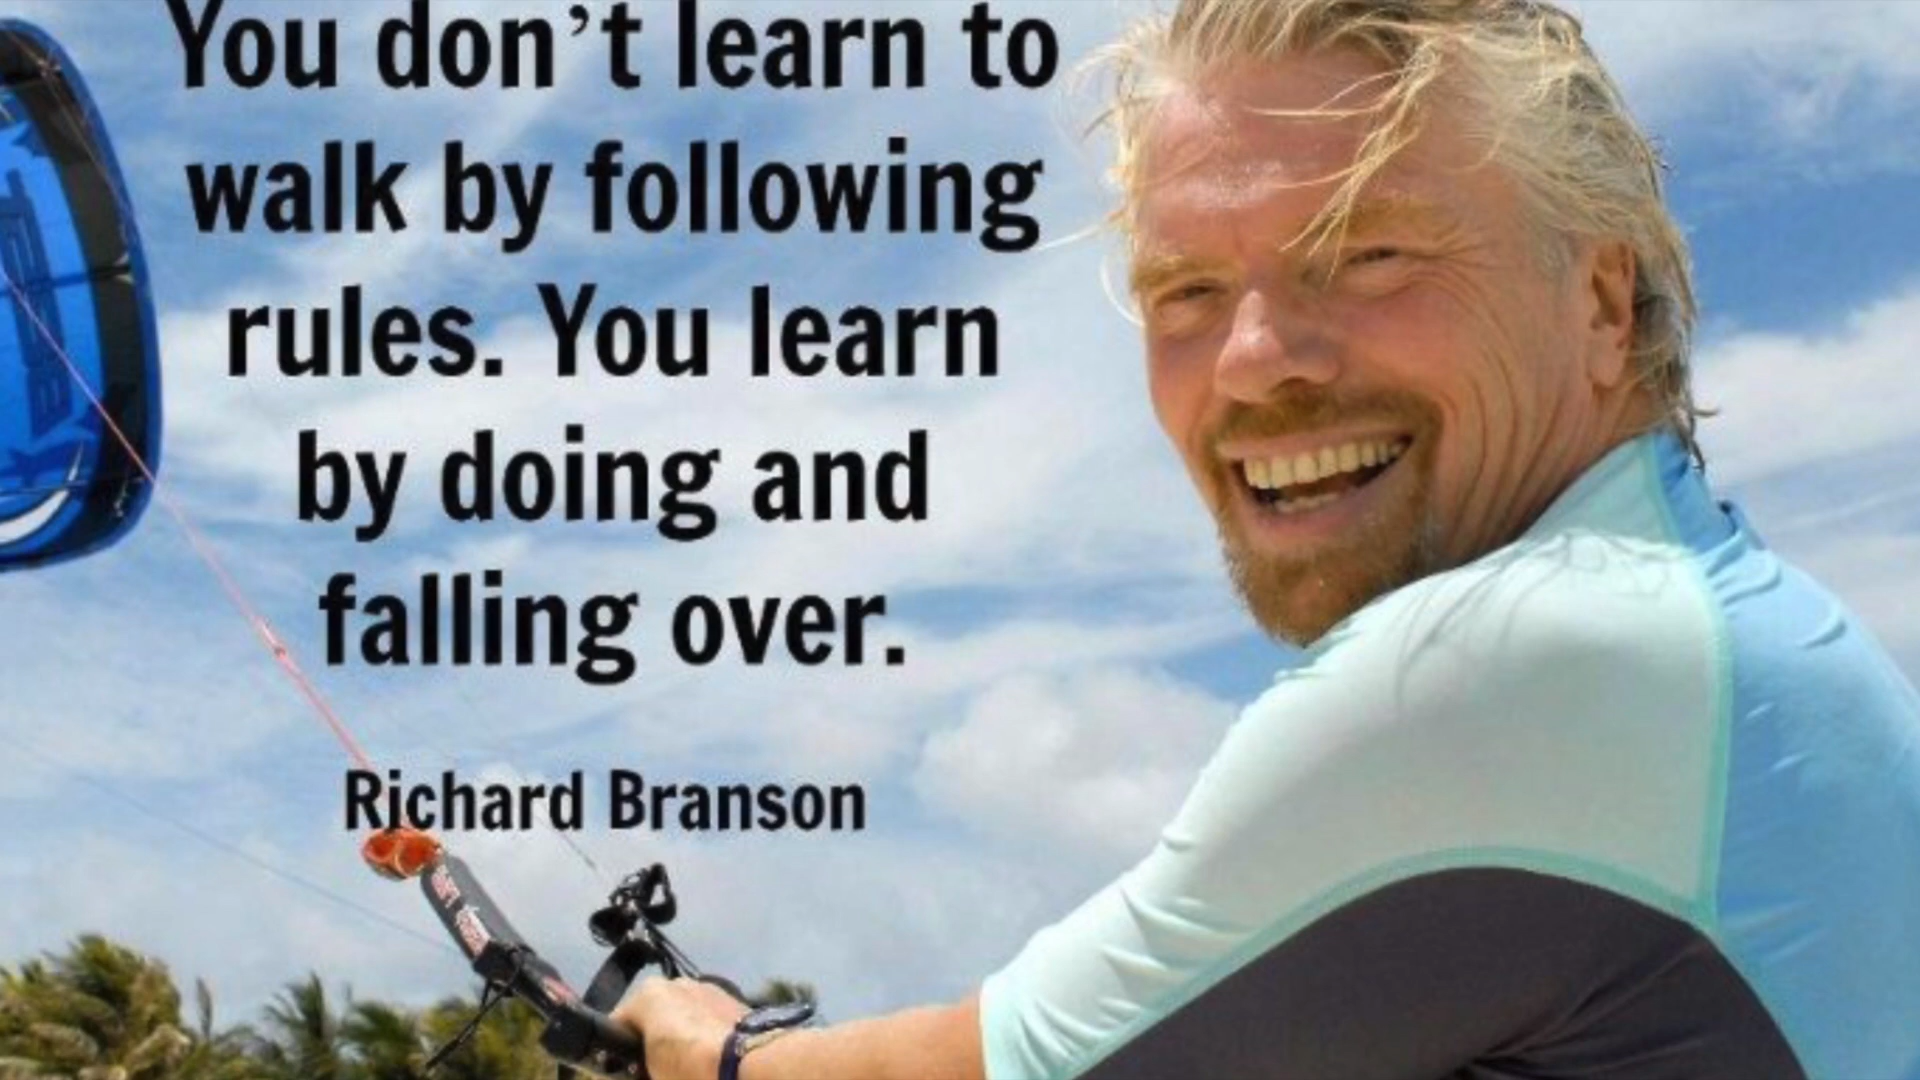 You don’t learn to
walk by following
rules. You learn
by doing and
falling over.
Richard Branson